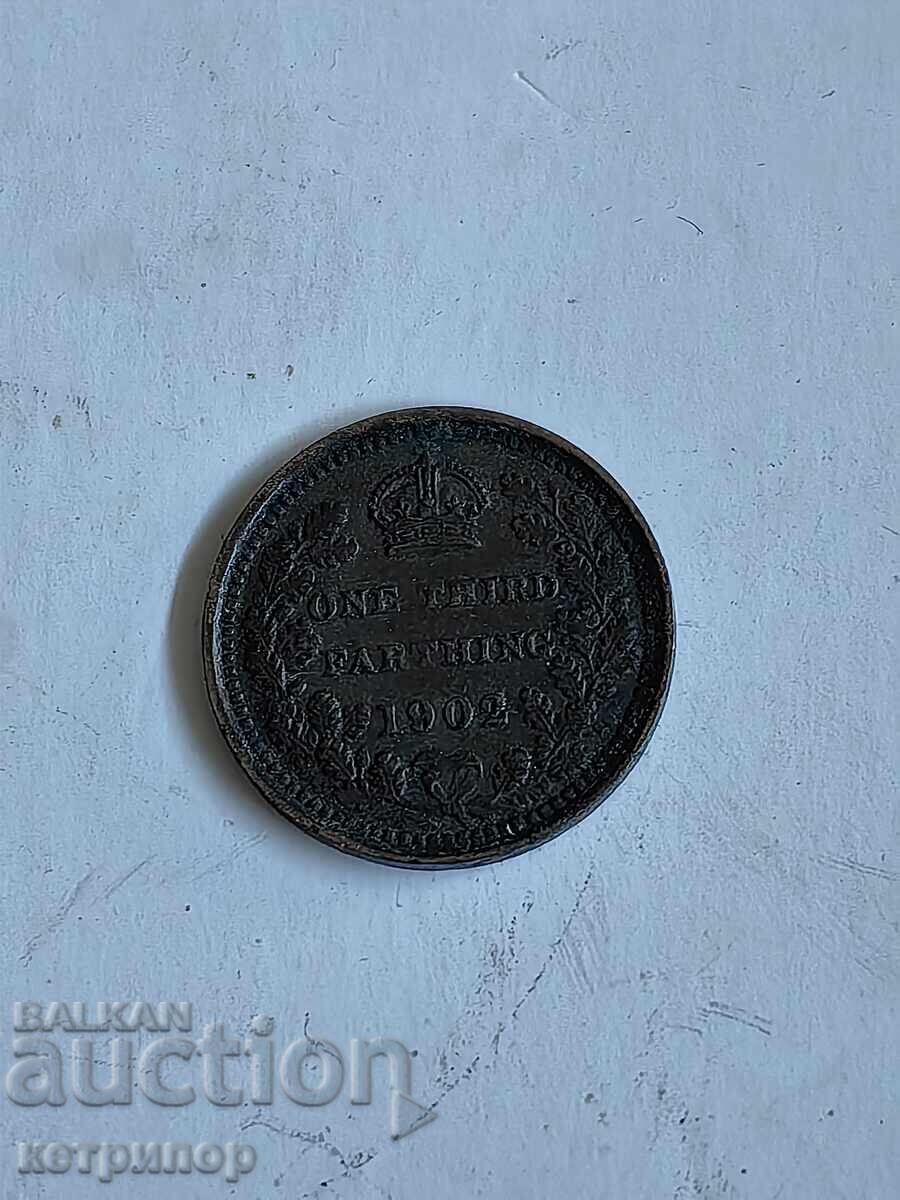 ONE THIRD
FARTHING
1902
BALKAN
auction
кетрипор